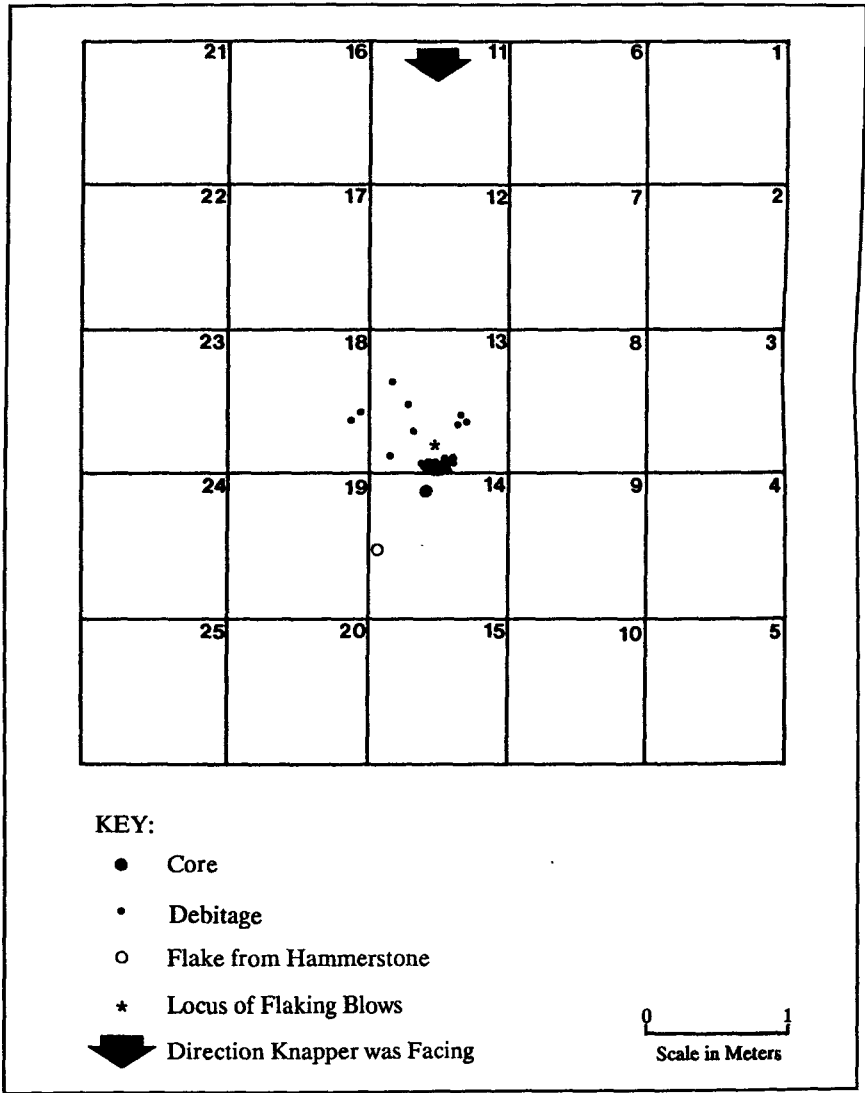 21 16 11 6 1
22 17 12 7 2
23 18 13 8 3
24 19 14 9 4
25 20 15 10 5
KEY:
Core
Debitage
Flake from Hammerstone
* Locus of Flaking Blows
Direction Knapper was Facing
0 1
Scale in Meters